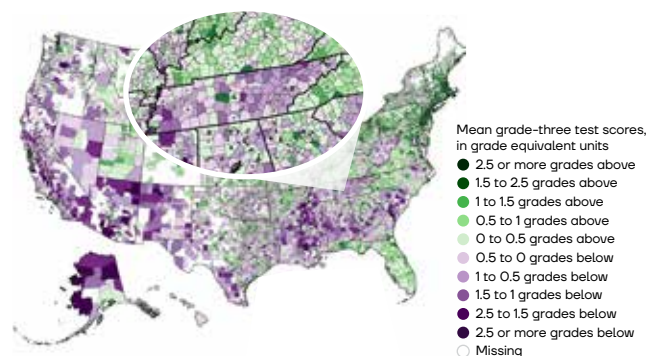 Mean grade-three test scores,
in grade equivalent units
2.5 or more grades above
1.5 to 2.5 grades above
1 to 1.5 grades above
0.5 to 1 grades above
0 to 0.5 grades above
0.5 to 0 grades below
1 to 0.5 grades below
1.5 to 1 grades below
2.5 to 1.5 grades below
2.5 or more grades below
Missing